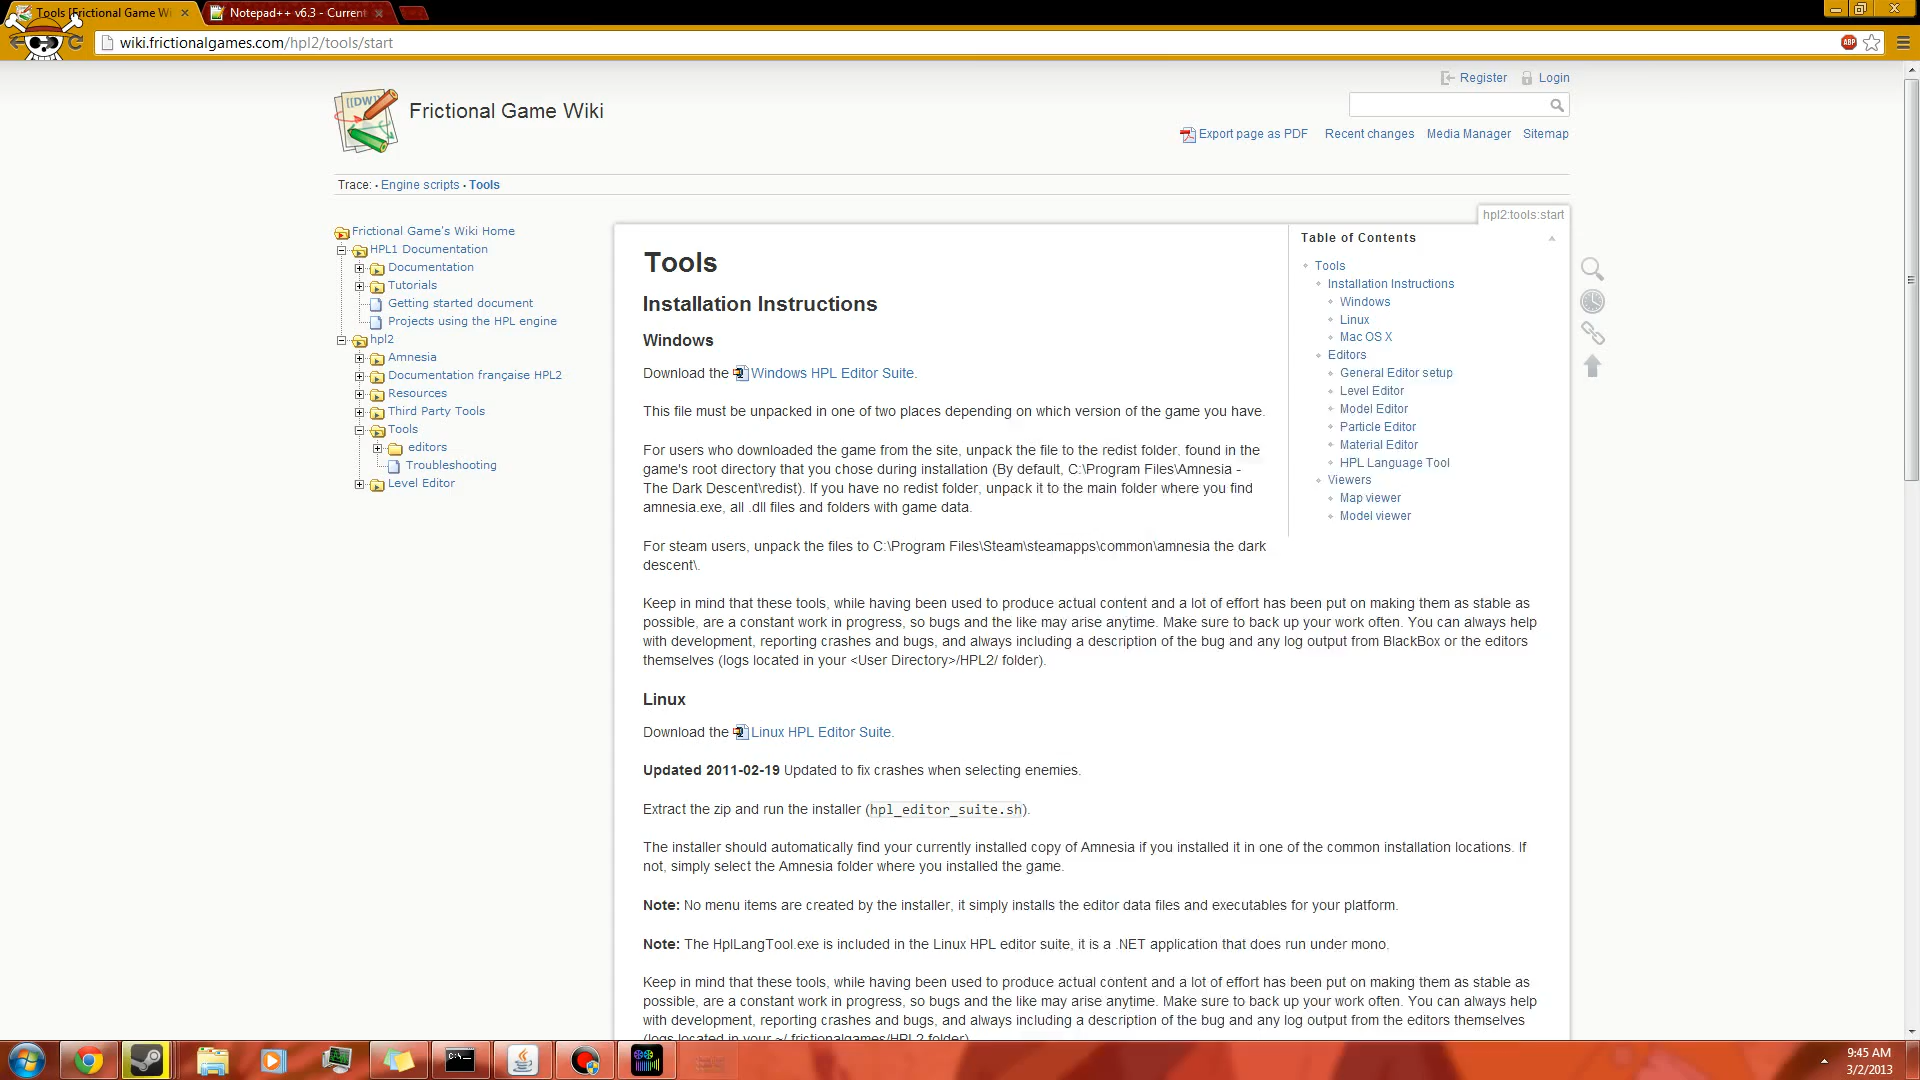 Tools [Frictional Game Wi
Notepad++ v6.3 - Current
wiki.frictionalgames.com/hpl2/tools/start
ABP
Register
Login
[[DW]]
Frictional Game Wiki
Export page as PDF
Recent changes
Media Manager
Sitemap
Trace: • Engine scripts • Tools
hpl2:tools:start
Frictional Game's Wiki Home
HPL1 Documentation
Documentation
Tutorials
Getting started document
Projects using the HPL engine
hpl2
Amnesia
Documentation française HPL2
Resources
Third Party Tools
Tools
editors
Troubleshooting
Level Editor
Table of Contents
Tools
Installation Instructions
Windows
Linux
Mac OS X
Editors
General Editor setup
Level Editor
Model Editor
Particle Editor
Material Editor
HPL Language Tool
Viewers
Map viewer
Model viewer
Tools
Installation Instructions
Windows
Download the Windows HPL Editor Suite.
This file must be unpacked in one of two places depending on which version of the game you have.
For users who downloaded the game from the site, unpack the file to the redist folder, found in the
game's root directory that you chose during installation (By default, C:\Program Files\Amnesia -
The Dark Descent\redist). If you have no redist folder, unpack it to the main folder where you find
amnesia.exe, all .dll files and folders with game data.
For steam users, unpack the files to C:\Program Files\Steam\steamapps\common\amnesia the dark
descent\.
Keep in mind that these tools, while having been used to produce actual content and a lot of effort has been put on making them as stable as
possible, are a constant work in progress, so bugs and the like may arise anytime. Make sure to back up your work often. You can always help
with development, reporting crashes and bugs, and always including a description of the bug and any log output from BlackBox or the editors
themselves (logs located in your <User Directory>/HPL2/ folder).
Linux
Download the Linux HPL Editor Suite.
Updated 2011-02-19 Updated to fix crashes when selecting enemies.
Extract the zip and run the installer (hpl_editor_suite.sh).
The installer should automatically find your currently installed copy of Amnesia if you installed it in one of the common installation locations. If
not, simply select the Amnesia folder where you installed the game.
Note: No menu items are created by the installer, it simply installs the editor data files and executables for your platform.
Note: The HplLangTool.exe is included in the Linux HPL editor suite, it is a .NET application that does run under mono.
Keep in mind that these tools, while having been used to produce actual content and a lot of effort has been put on making them as stable as
possible, are a constant work in progress, so bugs and the like may arise anytime. Make sure to back up your work often. You can always help
with development, reporting crashes and bugs, and always including a description of the bug and any log output from the editors themselves
(logs located in your ~/.frictionalgames/HPL2 folder)
C:\_
9:45 AM
3/2/2013